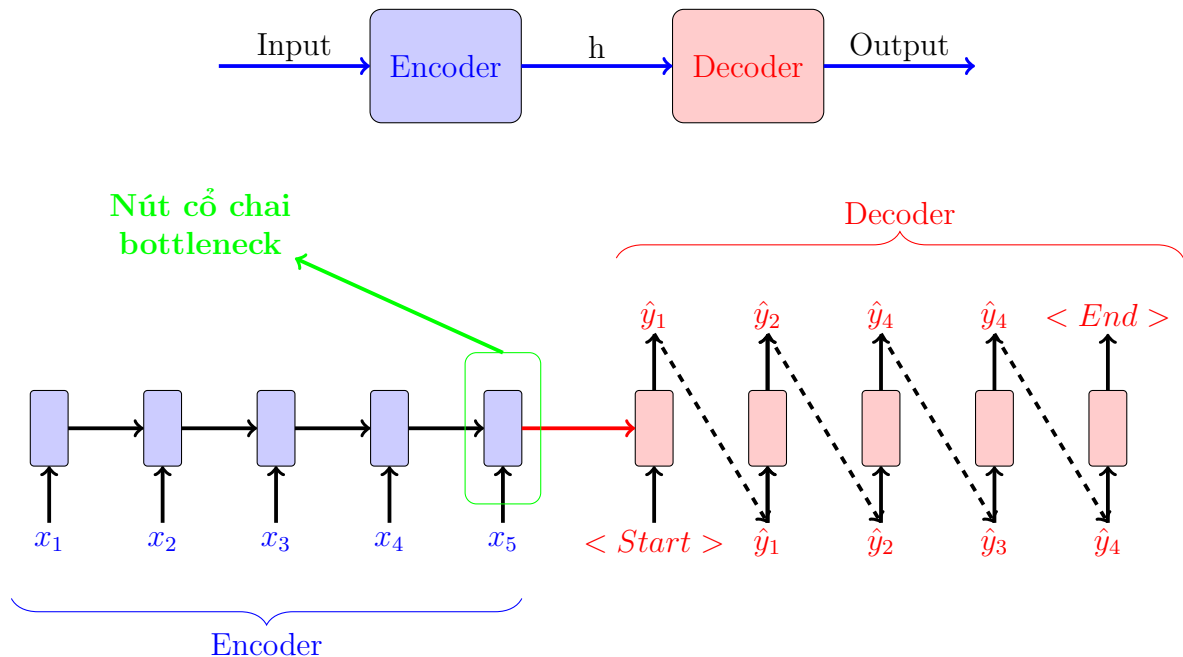 Input
Encoder
h
Decoder
Output
Nút cổ chai
bottleneck
Decoder
ŷ₁ ŷ₂ ŷ₄ ŷ₄ < End >
x₁ x₂ x₃ x₄ x₅ < Start > ŷ₁ ŷ₂ ŷ₃ ŷ₄
Encoder